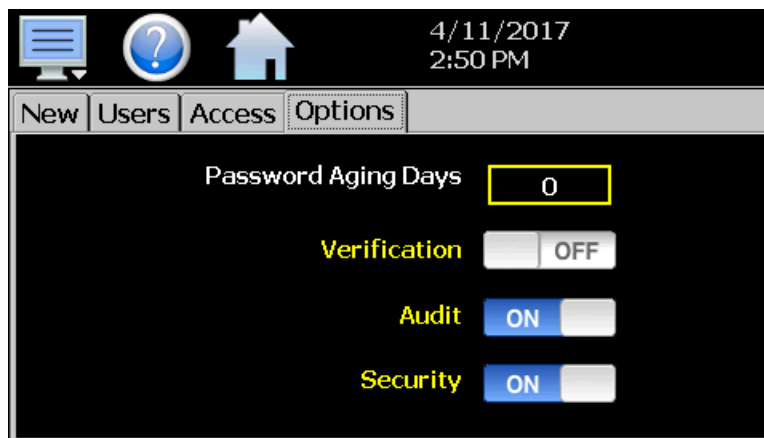 ?
4/11/2017
2:50 PM
New Users Access Options
Password Aging Days 0
Verification OFF
Audit ON
Security ON